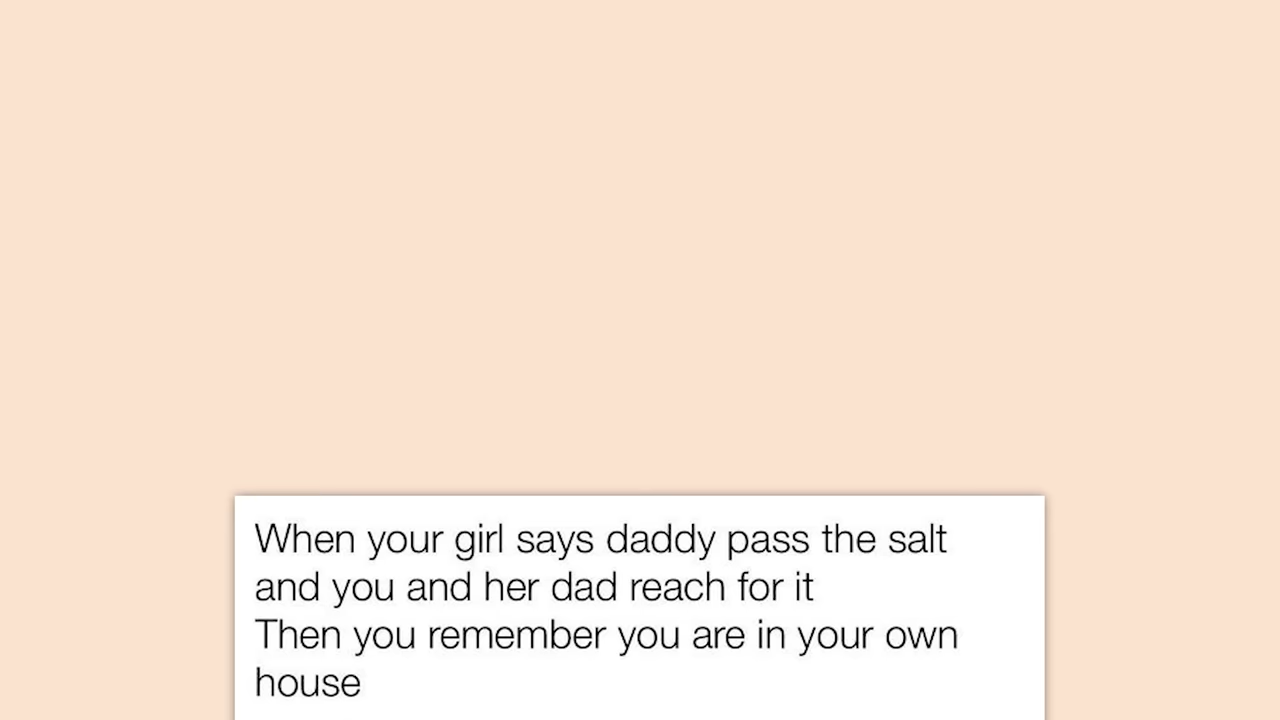 When your girl says daddy pass the salt
and you and her dad reach for it
Then you remember you are in your own
house